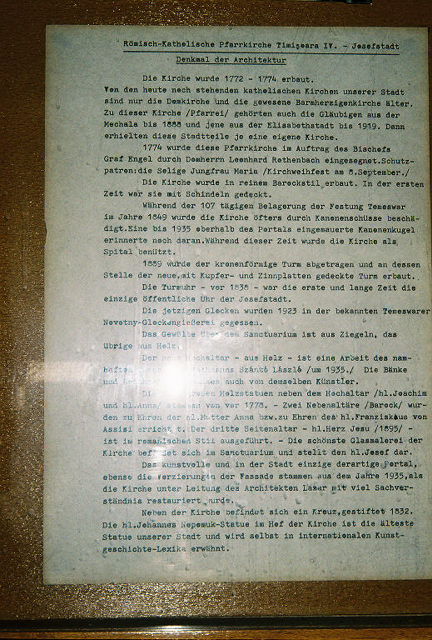 Römisch-Katholische Pfarrkirche Timişoara IV. - Josefstadt
Denkmal der Architektur
Die Kirche wurde 1772 - 1774 erbaut.
Von den heute noch stehenden katholischen Kirchen unserer Stadt
sind nur die Domkirche und die gewesene Barmherzigenkirche älter.
Zu dieser Kirche /Pfarrei/ gehörten auch die Gläubigen aus der
Mechala bis 1888 und jene aus der Elisabethstadt bis 1919. Dann
erhielten diese Stadtteile je eine eigene Kirche.
1774 wurde diese Pfarrkirche im Auftrag des Bischofs
Graf Engel durch Domherrn Leonhard Rothenbach eingesegnet.Schutz-
patron:die Selige Jungfrau Maria /Kirchweihfest am 8.September./
Die Kirche wurde in reinem Barockstil erbaut. In der ersten
Zeit war sie mit Schindeln gedeckt.
Während der 107 tägigen Belagerung der Festung Temeswar
im Jahre 1849 wurde die Kirche öfters durch Kanonenschüsse beschä-
digt.Eine bis 1935 oberhalb des Portals eingemauerte Kanonenkugel
erinnerte noch daran.Während dieser Zeit wurde die Kirche als
Spital benützt.
1889 wurde der kronenförmige Turm abgetragen und an dessen
Stelle der neue,mit Kupfer- und Zinnplatten gedeckte Turm erbaut.
Die Turmuhr - vor 1838 - war die erste und lange Zeit die
einzige öffentliche Uhr der Josefstadt.
Die jetzigen Glocken wurden 1923 in der bekannten Temeswarer
Novotny-Glockengießerei gegossen.
Das Gewölbe über dem Sanctuarium ist aus Ziegeln, das
Übrige aus Holz.
Der Hochaltar - aus Holz - ist eine Arbeit des nam-
haften Szántó László /um 1935./ Die Bänke
und auch von demselben Künstler.
Die Holzstatuen neben dem Hochaltar /hl.Joachim
und hl.Anna/ stammen von vor 1778. - Zwei Nebenaltäre /Barock/ wur-
den zu Ehren der hl.Mutter Anna bzw.zu Ehren des hl.Franziskus von
Assisi errichtet. Der dritte Seitenaltar - hl.Herz Jesu /1895/ -
ist im romanischen Stil ausgeführt. - Die schönste Glasmalerei der
Kirche befindet sich im Sanctuarium und stellt den hl.Josef dar.
Das kunstvolle und in der Stadt einzige derartige Portal,
ebenso die Verzierungen der Fassade stammen aus dem Jahre 1935,als
die Kirche unter Leitung des Architekten Lamer mit viel Sachver-
ständnis restauriert wurde.
Neben der Kirche befindet sich ein Kreuz,gestiftet 1832.
Die hl.Johannes Nepomuk-Statue im Hof der Kirche ist die älteste
Statue unserer Stadt und wird selbst in internationalen Kunst-
geschichte-Lexika erwähnt.